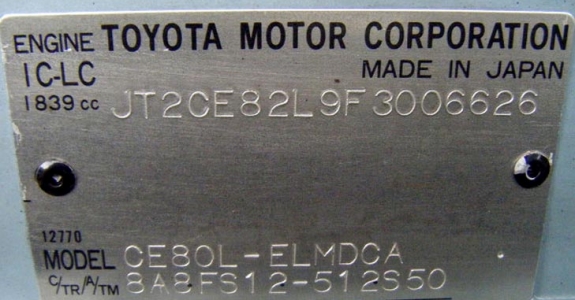 ENGINE TOYOTA MOTOR CORPORATION
1C-LC MADE IN JAPAN
1839 cc JT2CE82L9F3006626
12770
MODEL CE80L-ELMDCA
C/TR/A/TM 8A8FS12-512S50